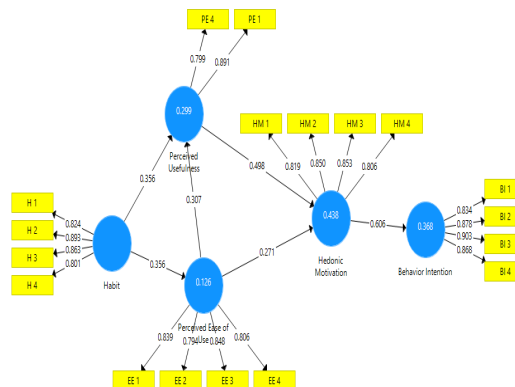 PE 4
PE 1
0.799
0.891
0.299
Perceived
Usefulness
HM 1
HM 2
HM 3
HM 4
0.819
0.850
0.853
0.806
0.356
0.498
0.307
H 1
H 2
H 3
H 4
0.824
0.893
0.863
0.801
Habit
0.356
0.438
Hedonic
Motivation
0.606
0.368
Behavior Intention
BI 1
BI 2
BI 3
BI 4
0.834
0.878
0.903
0.868
0.271
0.126
Perceived Ease of
Use
0.839
0.794
0.848
0.806
EE 1
EE 2
EE 3
EE 4